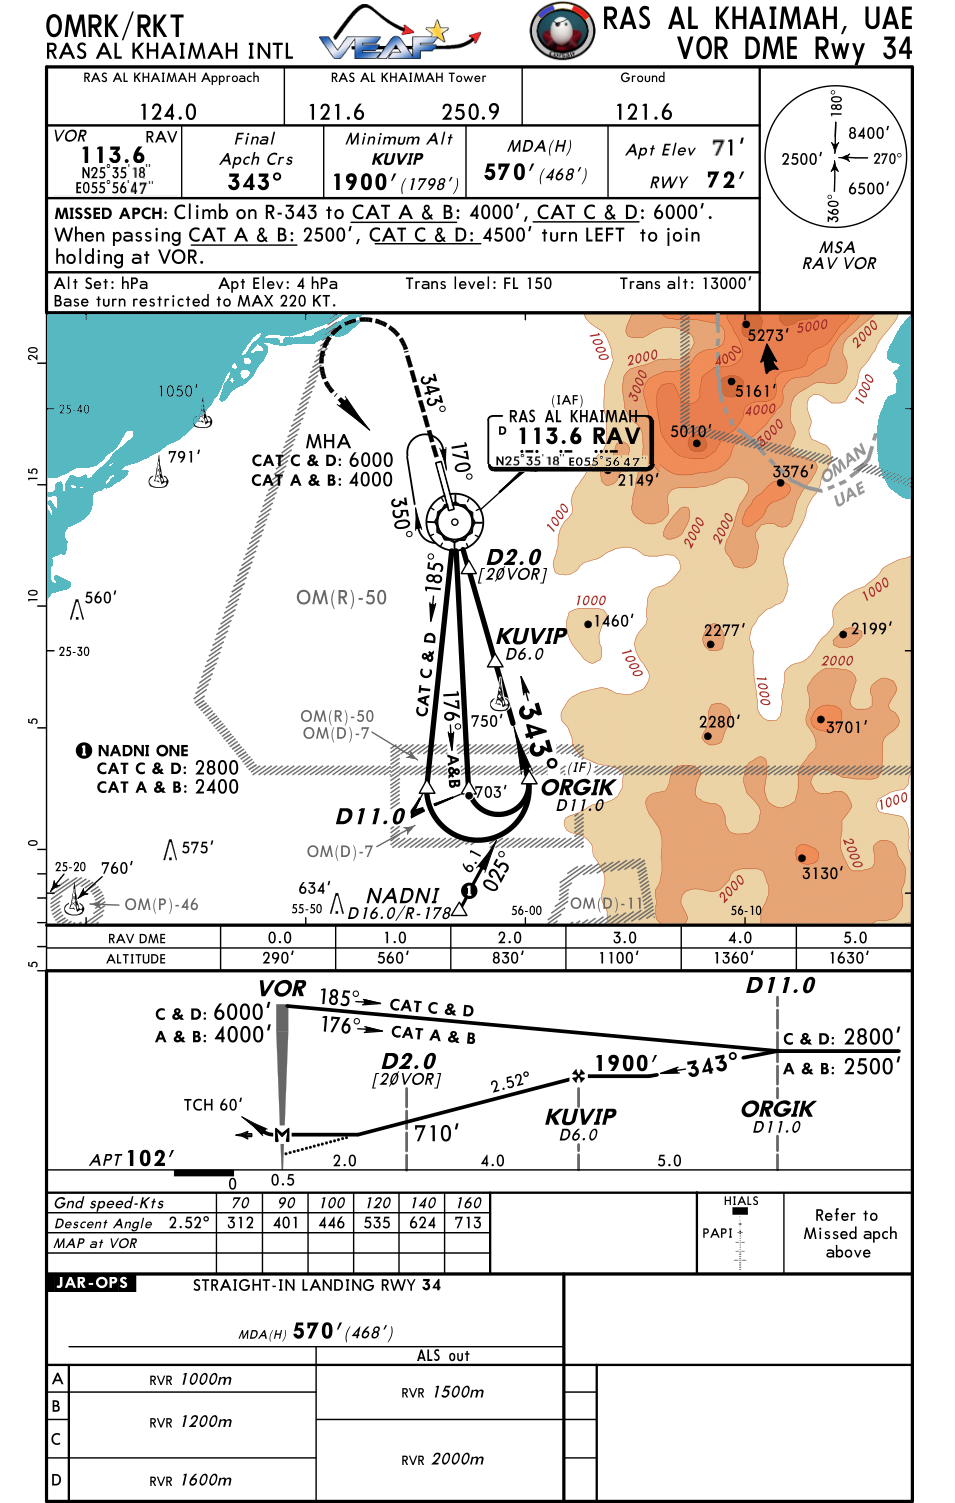 OMRK/RKT
RAS AL KHAIMAH INTL
VEAF
RAS AL KHAIMAH, UAE
VOR DME Rwy 34
RAS AL KHAIMAH Approach
124.0
RAS AL KHAIMAH Tower
121.6 250.9
Ground
121.6
VOR RAV
113.6
N25°35'18"
E055°56'47"
Final
Apch Crs
343°
Minimum Alt
KUVIP
1900' (1798')
MDA(H)
570' (468')
Apt Elev 71'
RWY 72'
180°
8400'
2500'
270°
6500'
360°
MSA
RAV VOR
MISSED APCH: Climb on R-343 to CAT A & B: 4000', CAT C & D: 6000'.
When passing CAT A & B: 2500', CAT C & D: 4500' turn LEFT to join
holding at VOR.
Alt Set: hPa Apt Elev: 4 hPa Trans level: FL 150 Trans alt: 13000'
Base turn restricted to MAX 220 KT.
20
25-40
15
10
25-30
5
0
25-20
5
1050'
791'
560'
343°
MHA
CAT C & D: 6000
CAT A & B: 4000
170°
350°
(IAF)
RAS AL KHAIMAH
D 113.6 RAV
N25°35'18' E055°56'47"
5273'
5161'
5010'
3376'
2149'
1000
2000
3000
4000
5000
2000
1000
4000
3000
1000
2000
2000
OMAN
UAE
D2.0
[20VOR]
185°
CAT C & D
OM(R)-50
KUVIP
D6.0
1000
1460'
2277'
1000
2199'
2000
1000
1000
2280'
3701'
176°
A&B
750'
343°
OM(R)-50
OM(D)-7
1 NADNI ONE
CAT C & D: 2800
CAT A & B: 2400
(IF)
ORGIK
D11.0
D11.0
703'
OM(D)-7
575'
760'
OM(P)-46
634'
6.1
025°
1
NADNI
D16.0/R-178
55-50
56-00
OM(D)-11
56-10
1000
2000
3130'
2000
RAV DME 0.0 1.0 2.0 3.0 4.0 5.0
ALTITUDE 290' 560' 830' 1100' 1360' 1630'
VOR
C & D: 6000'
A & B: 4000'
185° CAT C & D
176° CAT A & B
D11.0
C & D: 2800'
A & B: 2500'
D2.0
[20VOR]
2.52°
1900'
343°
TCH 60'
M
710'
KUVIP
D6.0
ORGIK
D11.0
APT 102'
0 0.5 2.0 4.0 5.0
Gnd speed-Kts 70 90 100 120 140 160
Descent Angle 2.52° 312 401 446 535 624 713
MAP at VOR
HIALS
PAPI
Refer to
Missed apch
above
JAR-OPS
STRAIGHT-IN LANDING RWY 34
MDA(H) 570' (468')
ALS out
A
B
C
D
RVR 1000m
RVR 1200m
RVR 1600m
RVR 1500m
RVR 2000m